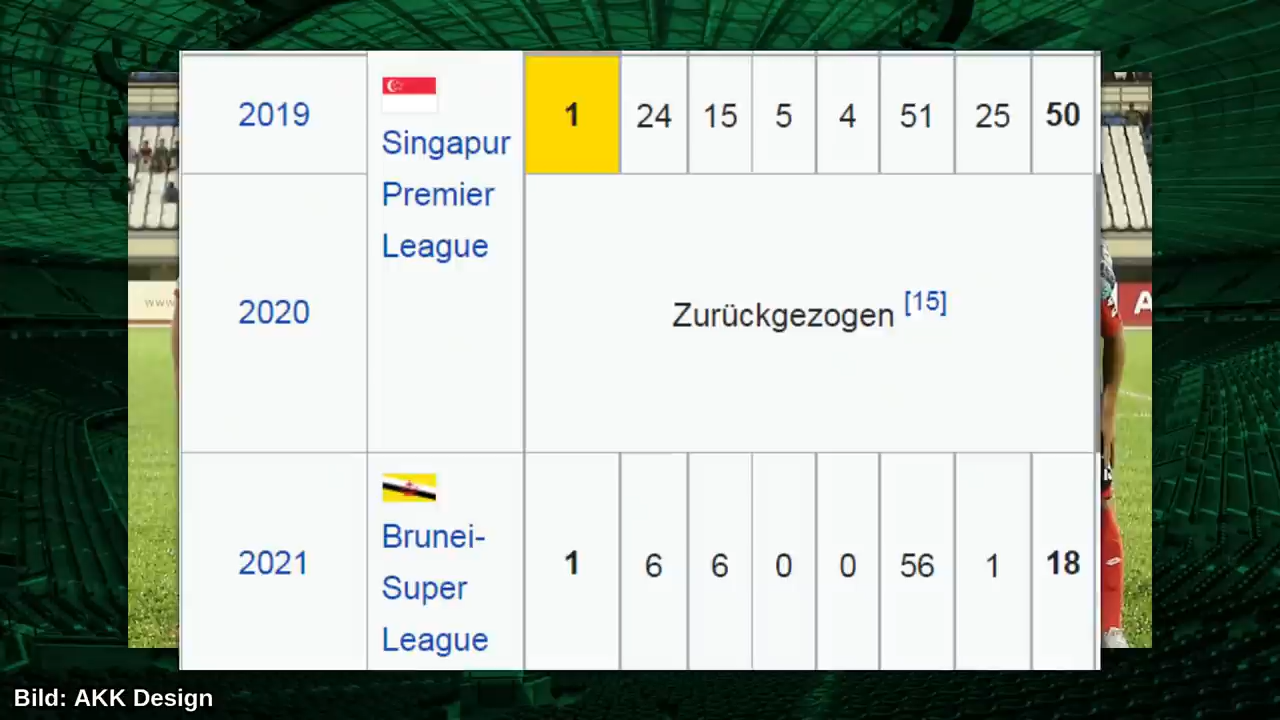 2019
Singapur
Premier
League
1 24 15 5 4 51 25 50
2020
Zurückgezogen [15]
2021
Brunei-
Super
League
1 6 6 0 0 56 1 18
www
A
Bild: AKK Design